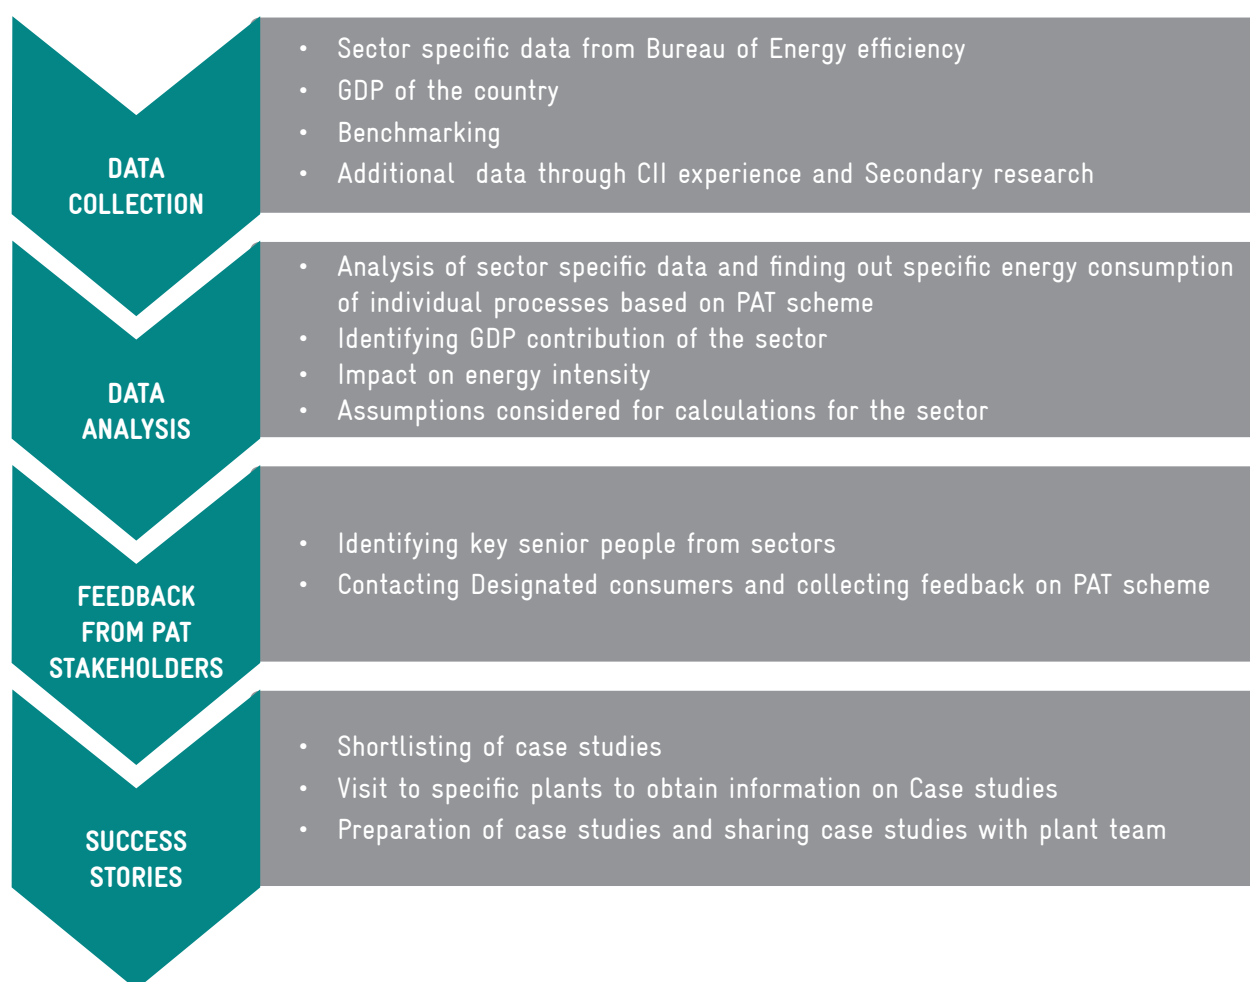 DATA
COLLECTION
• Sector specific data from Bureau of Energy efficiency
• GDP of the country
• Benchmarking
• Additional data through CII experience and Secondary research
DATA
ANALYSIS
• Analysis of sector specific data and finding out specific energy consumption
of individual processes based on PAT scheme
• Identifying GDP contribution of the sector
• Impact on energy intensity
• Assumptions considered for calculations for the sector
FEEDBACK
FROM PAT
STAKEHOLDERS
• Identifying key senior people from sectors
• Contacting Designated consumers and collecting feedback on PAT scheme
SUCCESS
STORIES
• Shortlisting of case studies
• Visit to specific plants to obtain information on Case studies
• Preparation of case studies and sharing case studies with plant team